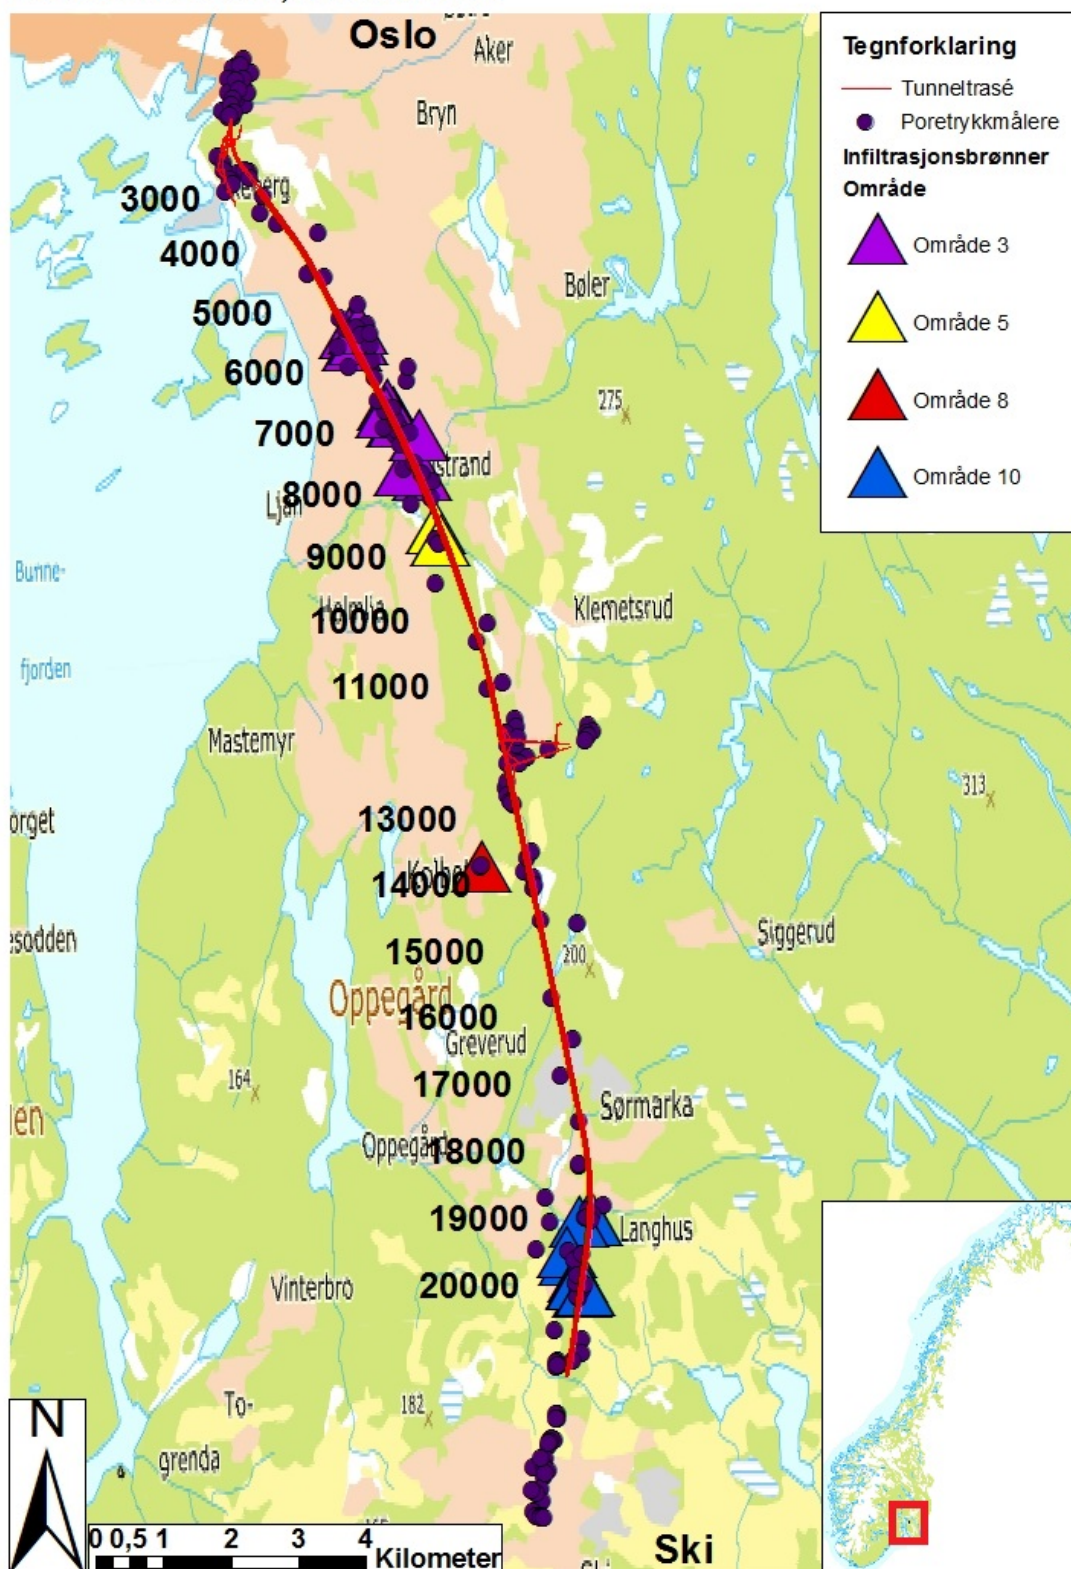 Oslo
Aker
Bryn
3000
4000
5000
Bøler
6000
275
7000
strand
8000
Ljan
9000
Bunne-
Holmlia
Klemetsrud
10000
fjorden
11000
Mastemyr
313
13000
14000
Siggerud
15000
200
Oppegård
16000
Greverud
17000
164
Sørmarka
Oppegård
18000
19000
Langhus
20000
Vinterbro
To-
182
grenda
Ski
N
0 0,5 1 2 3 4
Kilometer
Tegnforklaring
Tunneltrasé
Poretrykkmålere
Infiltrasjonsbrønner
Område
Område 3
Område 5
Område 8
Område 10